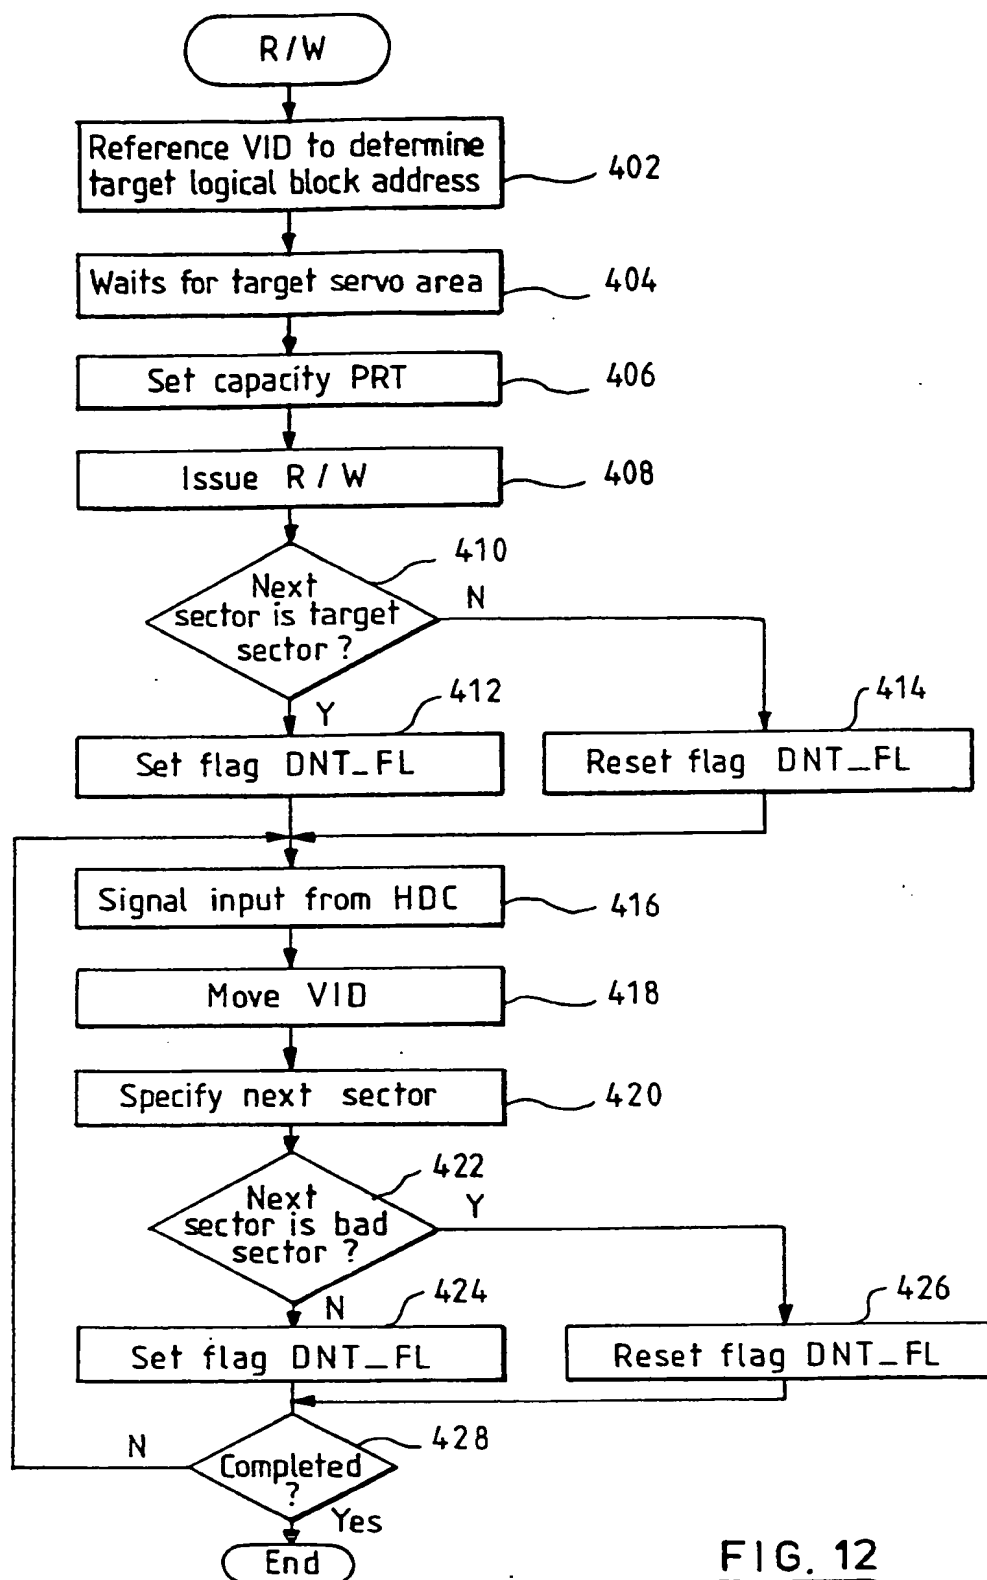 R/W
Reference VID to determine
target logical block address
402
Waits for target servo area
404
Set capacity PRT
406
Issue R/W
408
410
Next
sector is target
sector ?
N
Y
412
414
Set flag DNT_FL
Reset flag DNT_FL
Signal input from HDC
416
Move VID
418
Specify next sector
420
422
Next
sector is bad
sector ?
Y
N
424
426
Set flag DNT_FL
Reset flag DNT_FL
N
428
Completed
?
Yes
End
FIG. 12